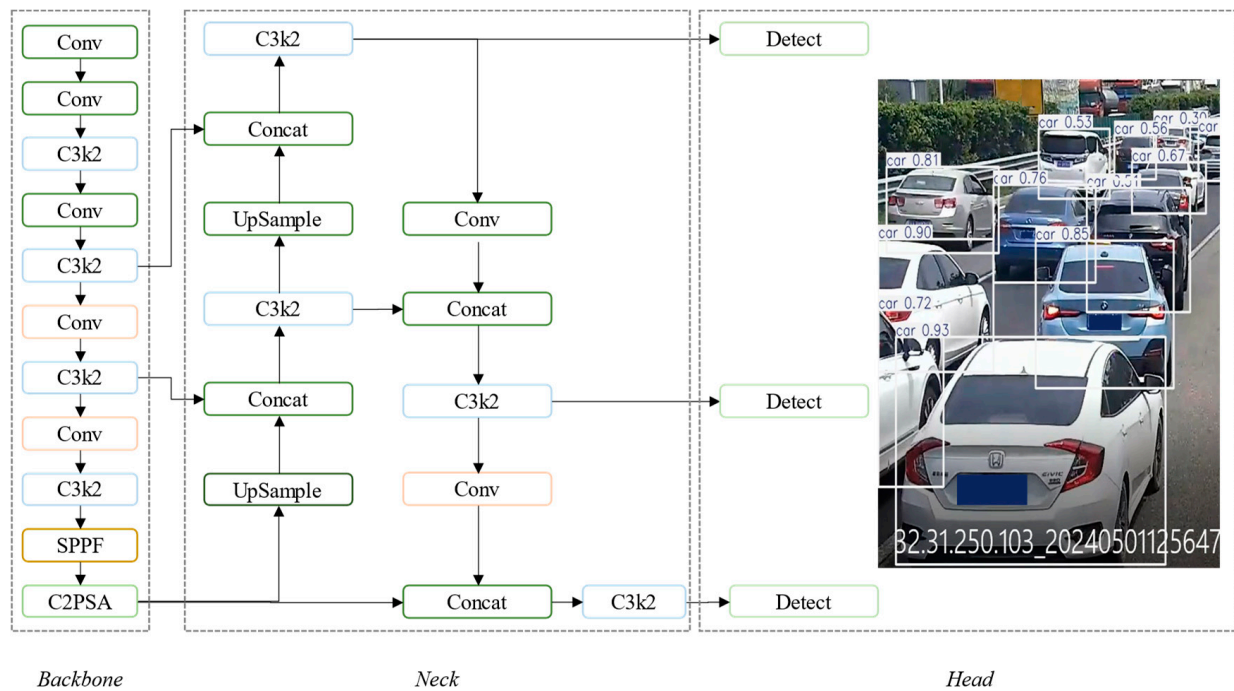 Conv
Conv
C3k2
Conv
C3k2
Conv
C3k2
Conv
C3k2
SPPF
C2PSA
C3k2
Concat
UpSample
C3k2
Concat
UpSample
Conv
Concat
C3k2
Conv
Concat
C3k2
Detect
Detect
Detect
car 0.53
car 0.56
car 0.30
car
car 0.81
car 0.76
car 0.51
car 0.67
car 0.90
car 0.85
car 0.72
car 0.93
CIVIC
32.31.250.103_20240501125647
Backbone
Neck
Head